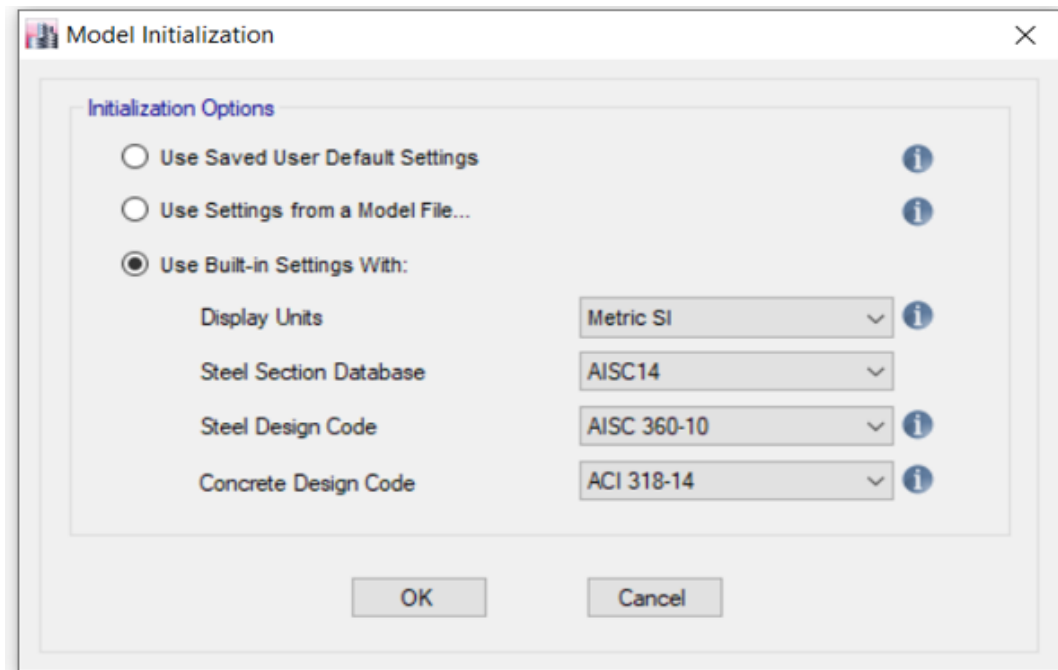 Model Initialization
Initialization Options
Use Saved User Default Settings
Use Settings from a Model File...
Use Built-in Settings With:
Display Units Metric SI
Steel Section Database AISC14
Steel Design Code AISC 360-10
Concrete Design Code ACI 318-14
OK Cancel